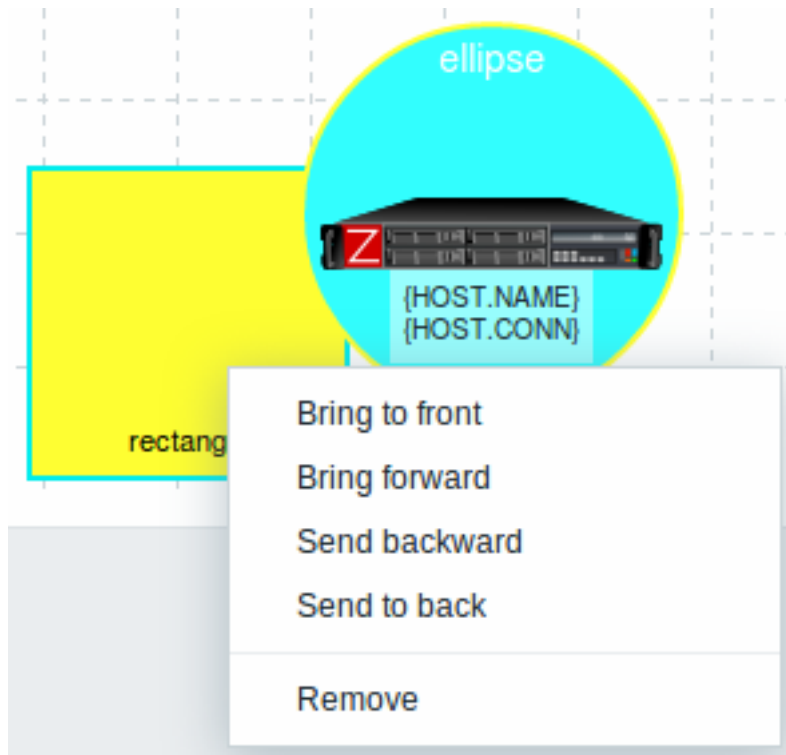 ellipse
Z
{HOST.NAME}
{HOST.CONN}
rectang
Bring to front
Bring forward
Send backward
Send to back
Remove